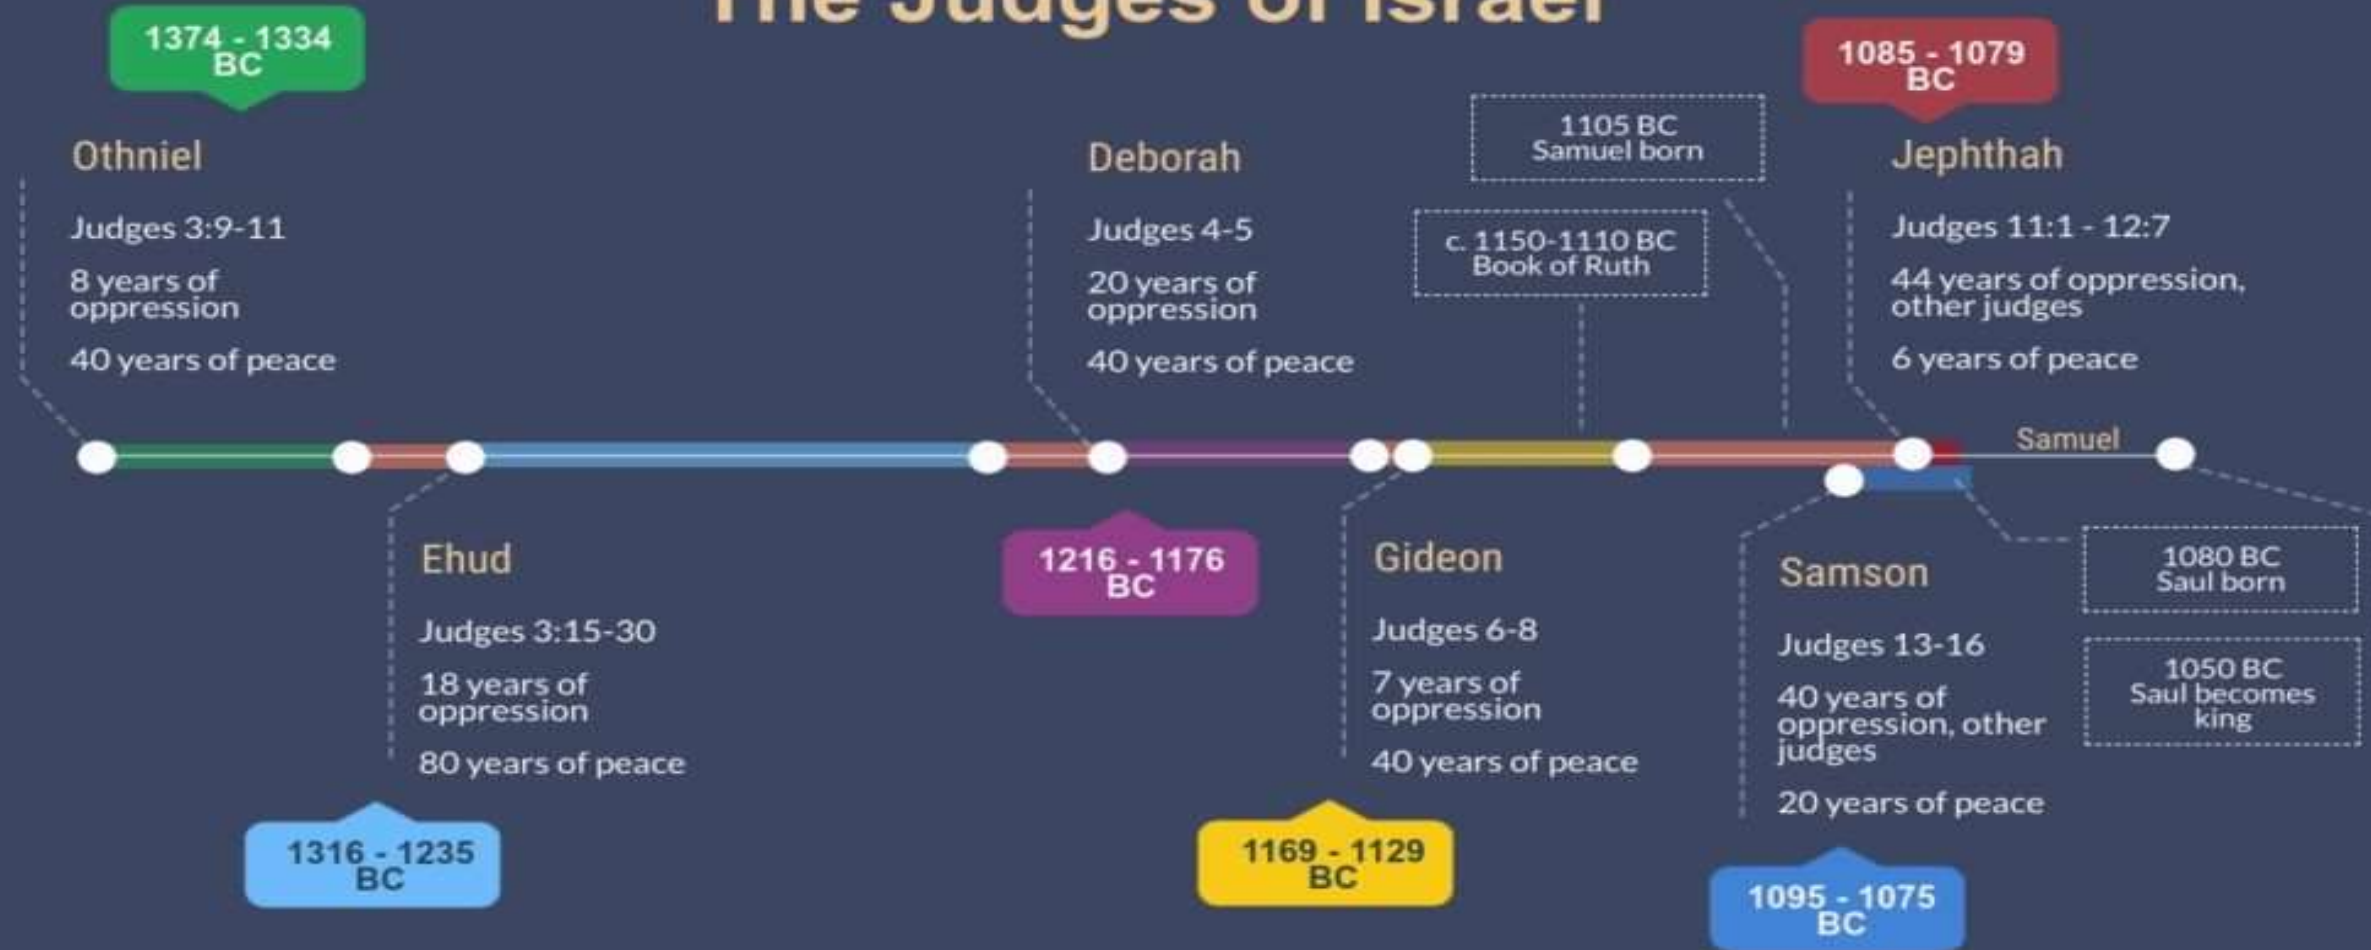 The Judges of Israel
1374 - 1334
BC
Othniel
Judges 3:9-11
8 years of
oppression
40 years of peace
Deborah
Judges 4-5
20 years of
oppression
40 years of peace
1105 BC
Samuel born
c. 1150-1110 BC
Book of Ruth
1085 - 1079
BC
Jephthah
Judges 11:1 - 12:7
44 years of oppression,
other judges
6 years of peace
Samuel
Ehud
Judges 3:15-30
18 years of
oppression
80 years of peace
1316 - 1235
BC
1216 - 1176
BC
Gideon
Judges 6-8
7 years of
oppression
40 years of peace
1169 - 1129
BC
Samson
Judges 13-16
40 years of
oppression, other
judges
20 years of peace
1095 - 1075
BC
1080 BC
Saul born
1050 BC
Saul becomes
king